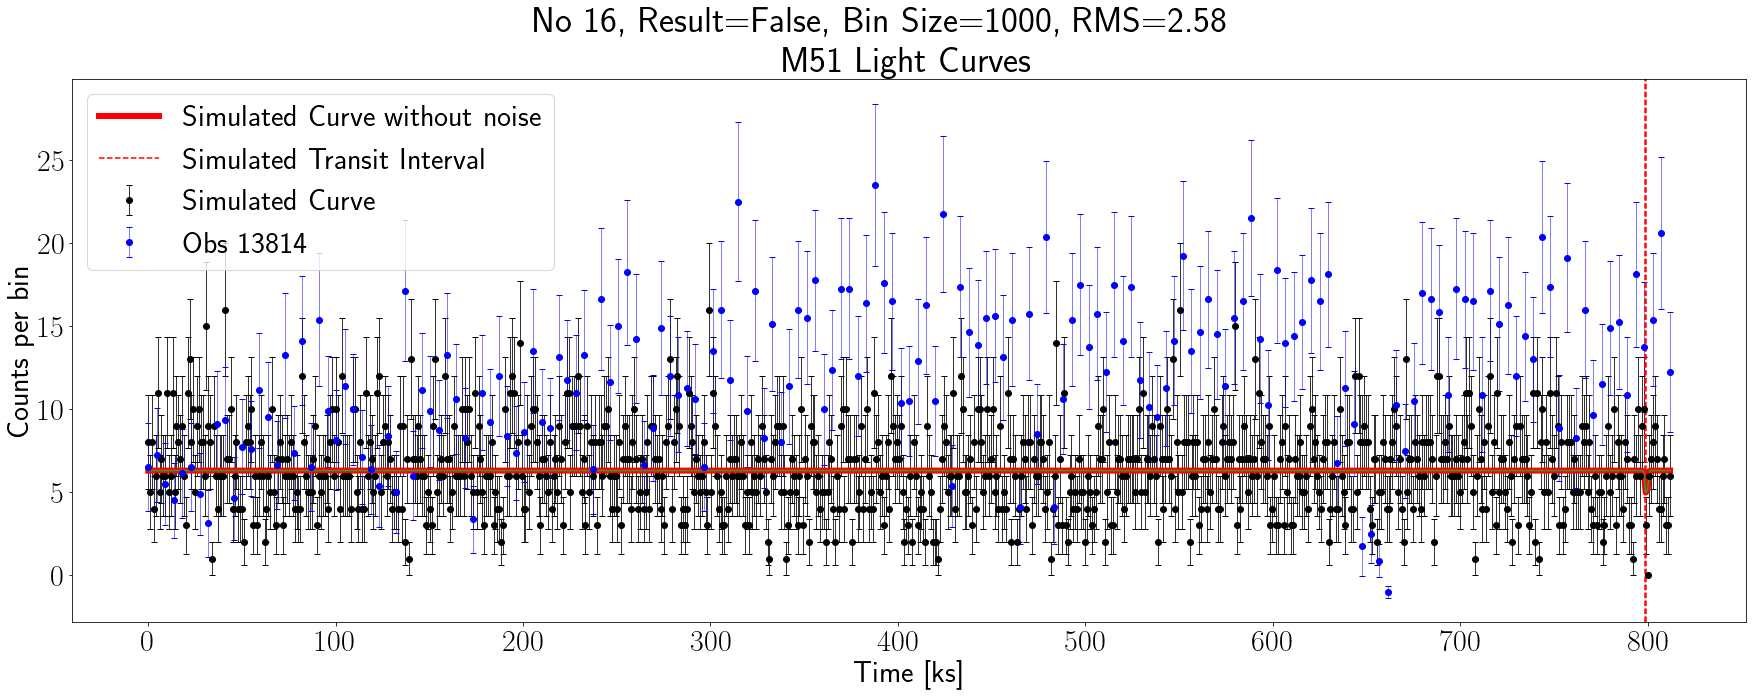 No 16, Result=False, Bin Size=1000, RMS=2.58
M51 Light Curves
Simulated Curve without noise
Simulated Transit Interval
Simulated Curve
Obs 13814
Counts per bin
25
20
15
10
5
0
0 100 200 300 400 500 600 700 800
Time [ks]